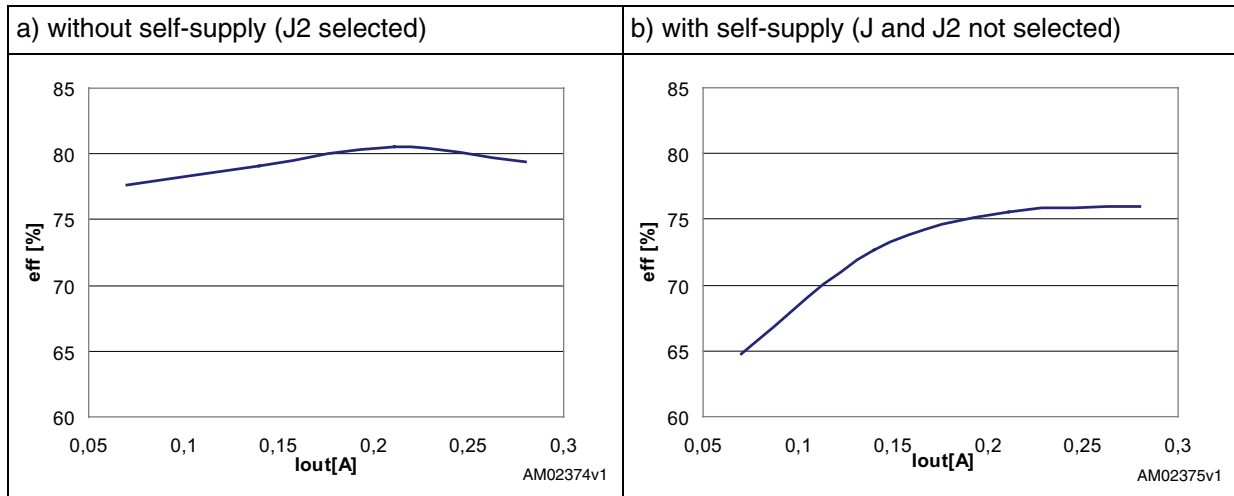 a) without self-supply (J2 selected)
85
80
75
70
65
60
eff [%]
0,05 0,1 0,15 0,2 0,25 0,3
Iout[A]
AM02374v1
b) with self-supply (J and J2 not selected)
85
80
75
70
65
60
eff [%]
0,05 0,1 0,15 0,2 0,25 0,3
Iout[A]
AM02375v1